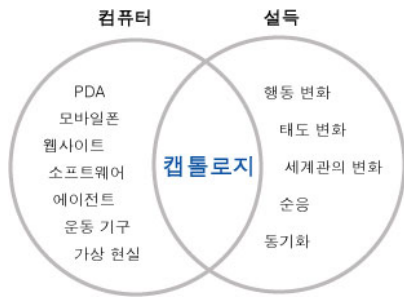 컴퓨터
설득
PDA
모바일폰
웹사이트
소프트웨어
에이전트
운동 기구
가상 현실
캡톨로지
행동 변화
태도 변화
세계관의 변화
순응
동기화